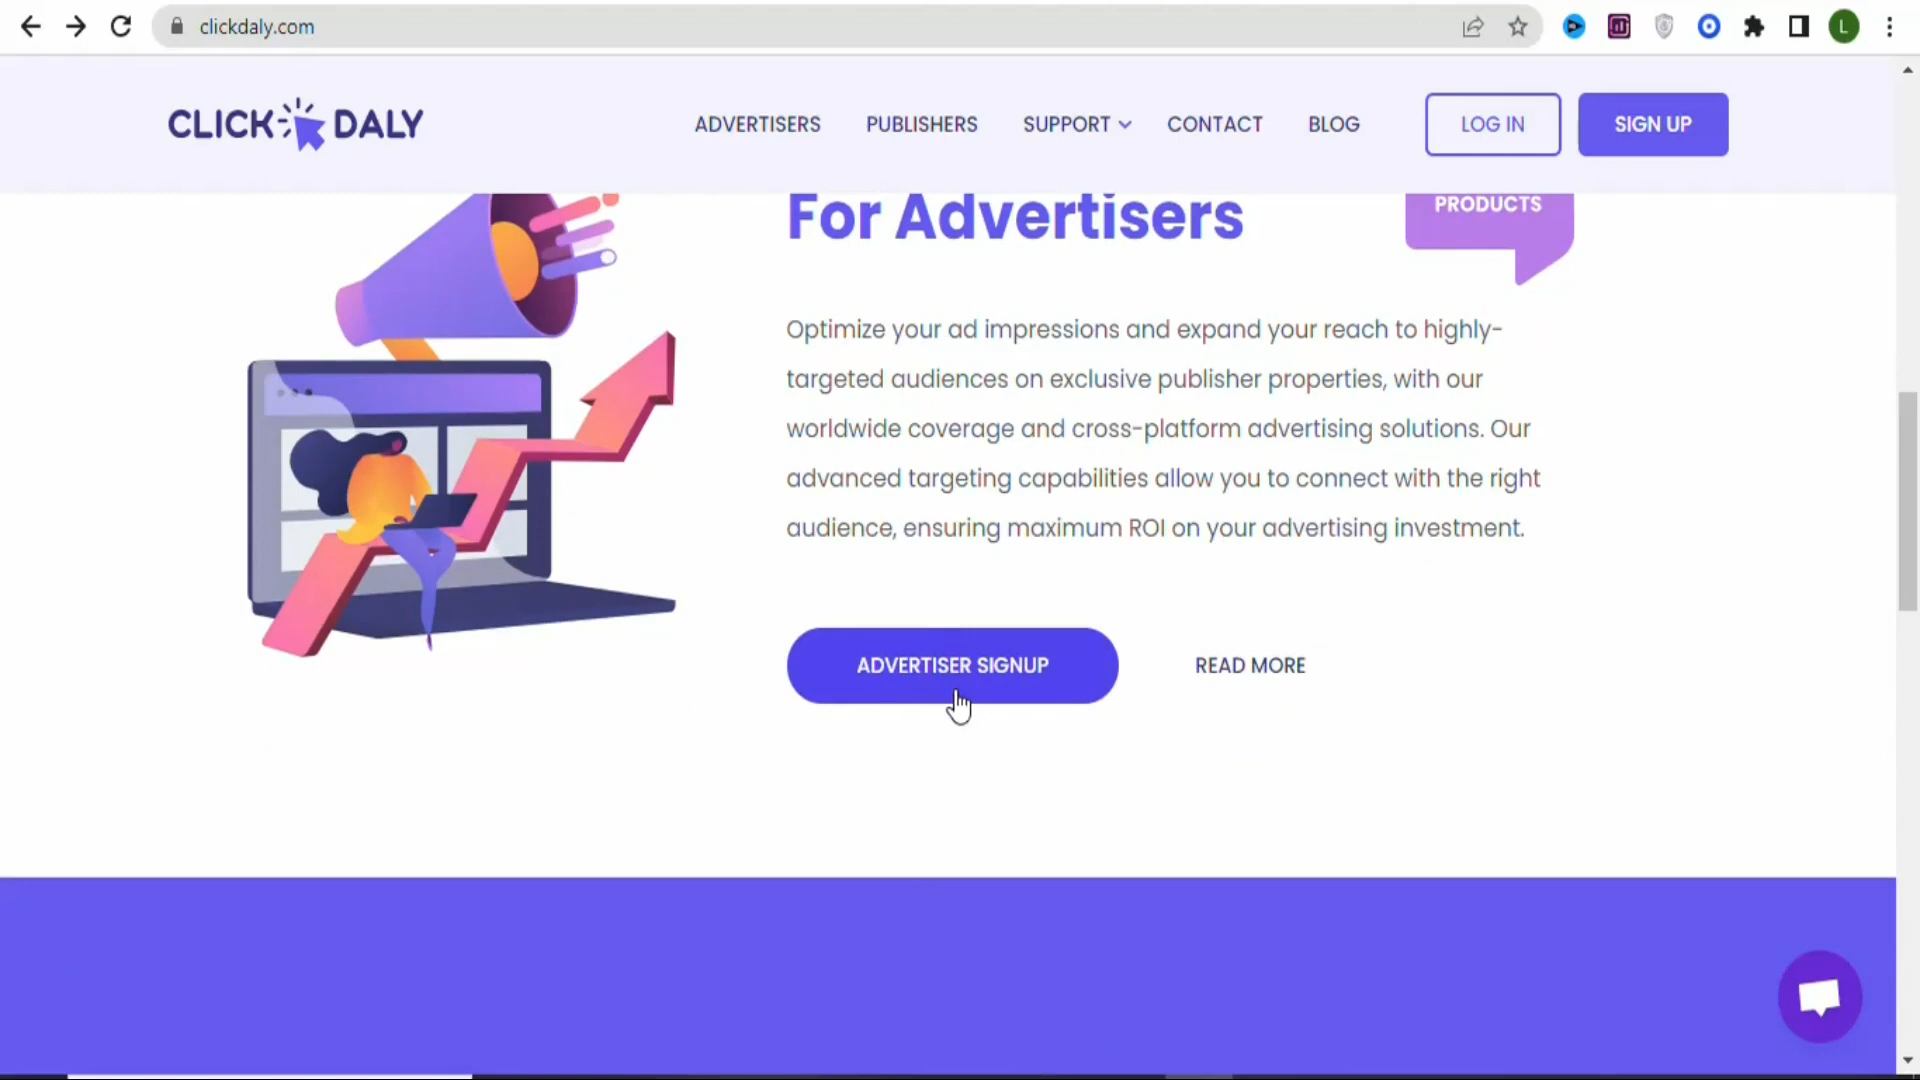 clickdaly.com
L
CLICK DALY
ADVERTISERS
PUBLISHERS
SUPPORT
CONTACT
BLOG
LOG IN
SIGN UP
For Advertisers
PRODUCTS
Optimize your ad impressions and expand your reach to highly-
targeted audiences on exclusive publisher properties, with our
worldwide coverage and cross-platform advertising solutions. Our
advanced targeting capabilities allow you to connect with the right
audience, ensuring maximum ROI on your advertising investment.
ADVERTISER SIGNUP
READ MORE